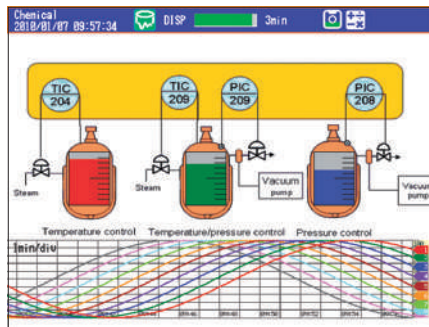 Chemical
2010/01/07 09:57:34
DISP
3min
TIC
204
TIC
209
PIC
209
PIC
208
Steam
Steam
Vacuum
pump
Vacuum
pump
Temperature control
Temperature/pressure control
Pressure control
1min/div